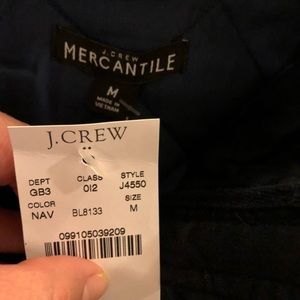 J.CREW
MERCANTILE
M
MADE IN
VIETNAM
J.CREW
DEPT CLASS STYLE
GB3 012 J4550
COLOR SIZE
NAV BL8133 M
099105039209